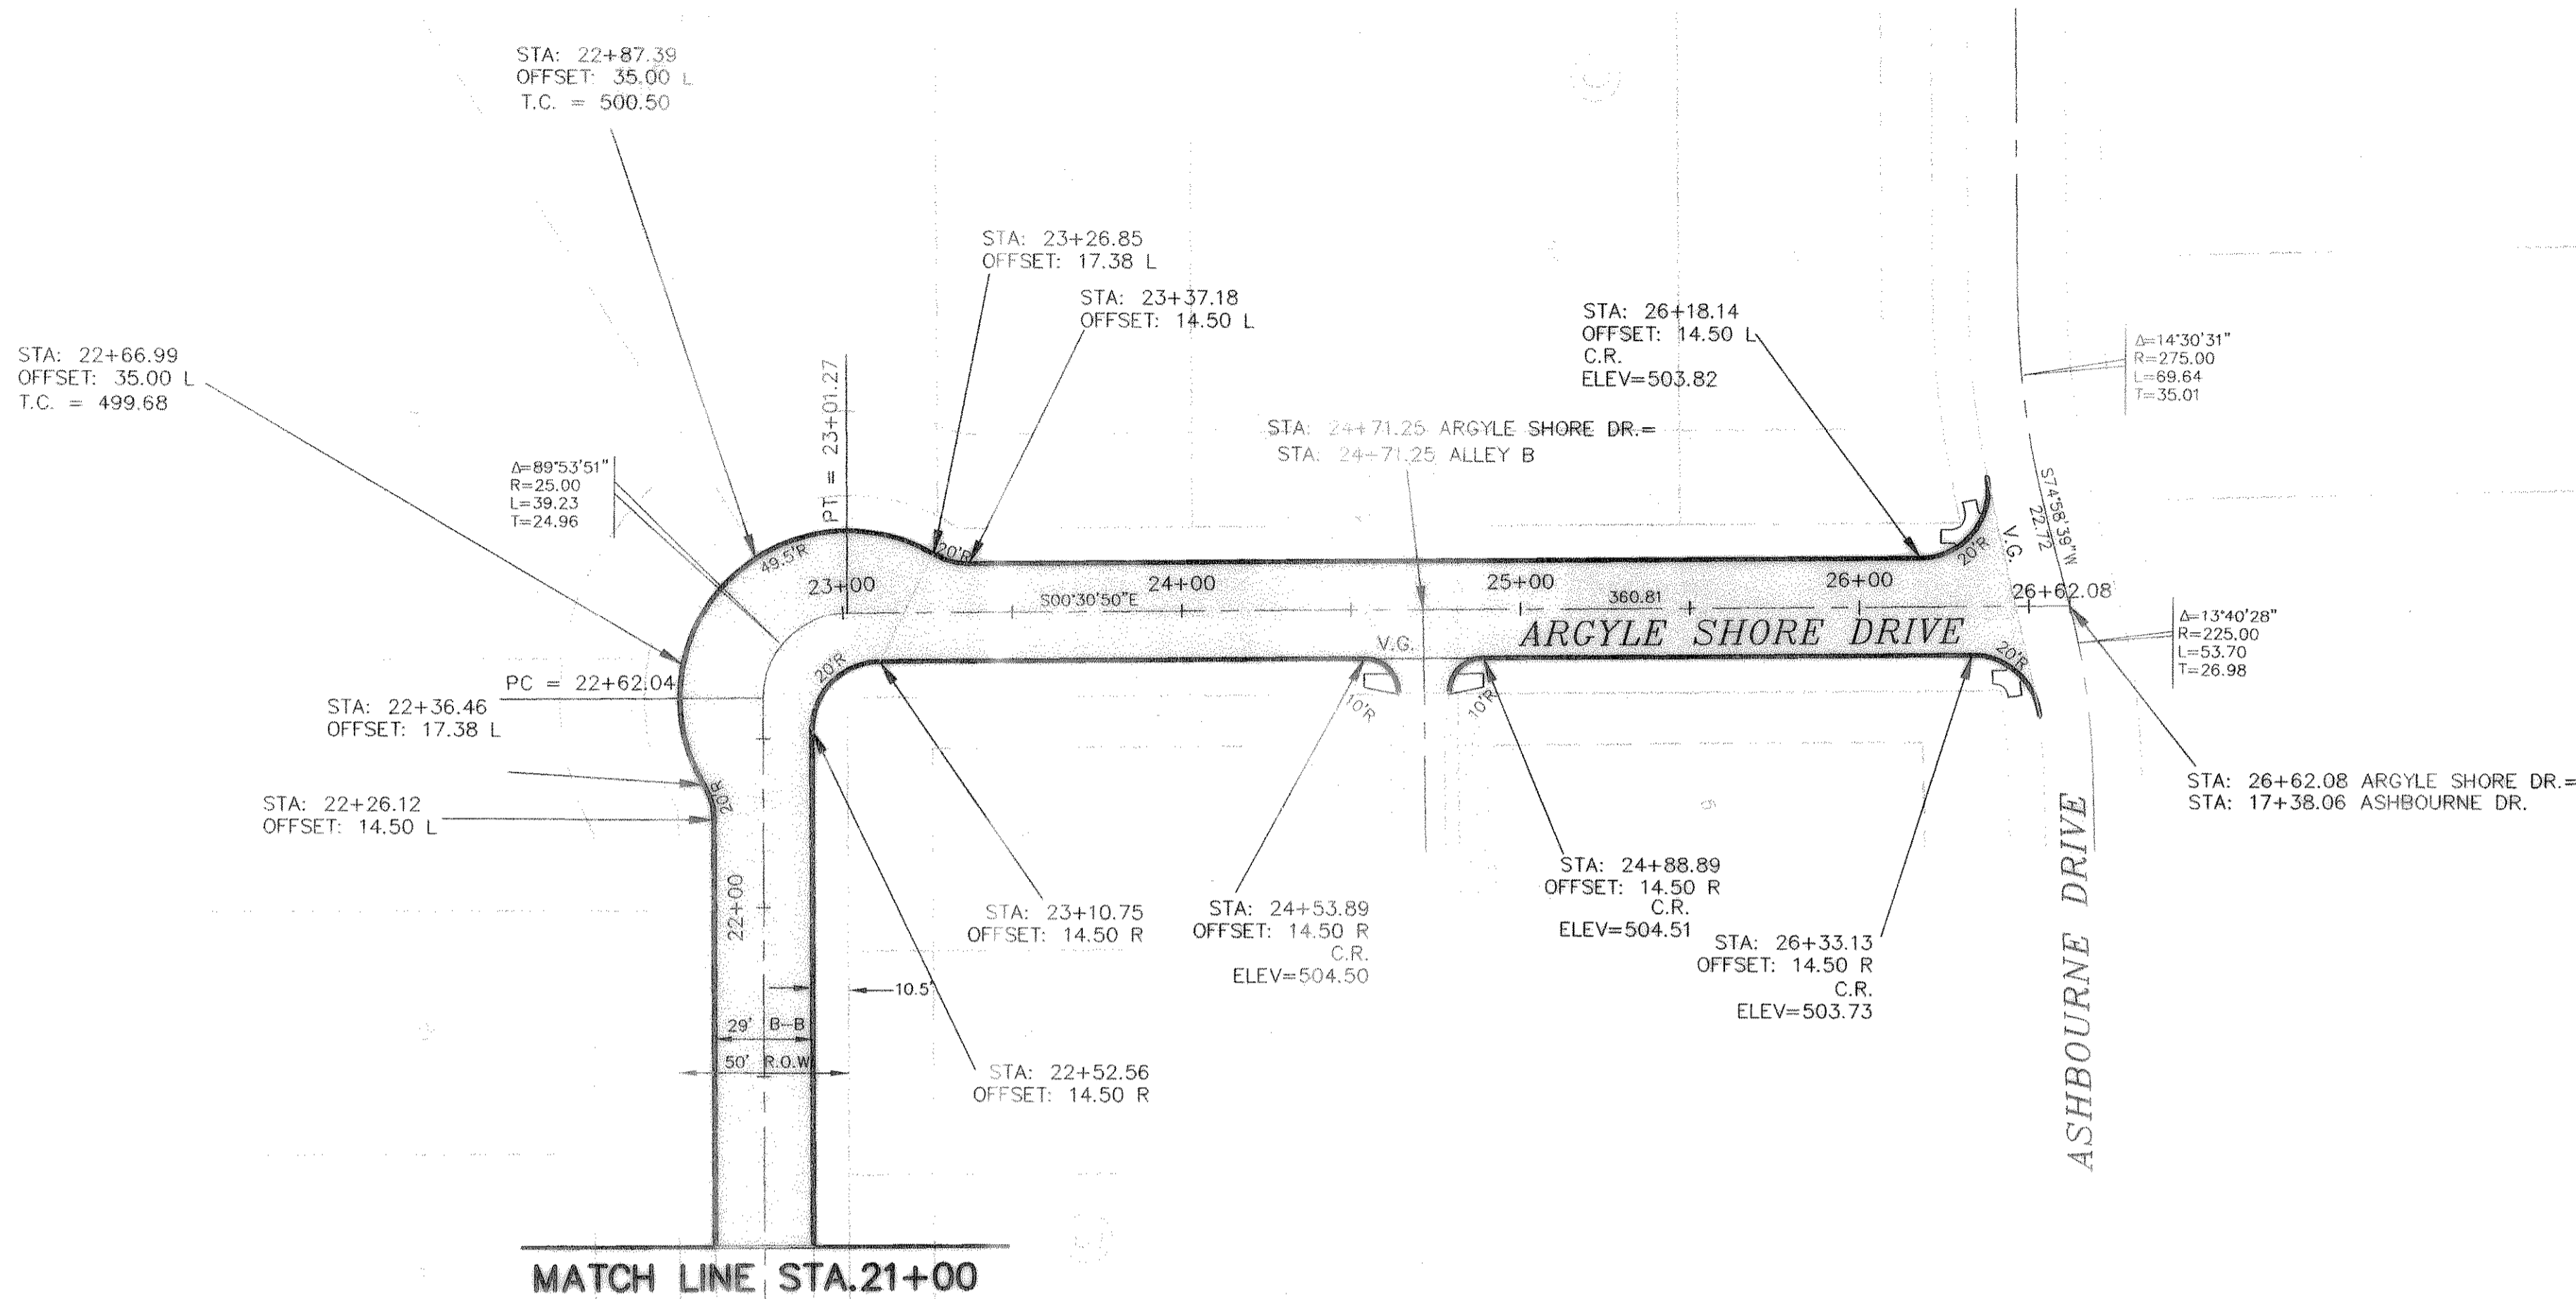 STA: 22+87.39
OFFSET: 35.00 L
T.C. = 500.50
STA: 23+26.85
OFFSET: 17.38 L
STA: 23+37.18
OFFSET: 14.50 L
STA: 26+18.14
OFFSET: 14.50 L
C.R.
ELEV=503.82
Δ=14°30'31"
R=275.00
L=69.64
T=35.01
STA: 22+66.99
OFFSET: 35.00 L
T.C. = 499.68
PT = 23+01.27
STA: 24+71.25 ARGYLE SHORE DR.=
STA: 24+71.25 ALLEY B
Δ=89°53'51"
R=25.00
L=39.23
T=24.96
49.5'R
20'R
20'R
V.G.
S74°58'39"W
22.72
23+00
24+00
25+00
26+00
26+62.08
S00°30'50"E
360.81
ARGYLE SHORE DRIVE
V.G.
Δ=13°40'28"
R=225.00
L=53.70
T=26.98
20'R
20'R
PC = 22+62.04
10'R
10'R
STA: 22+36.46
OFFSET: 17.38 L
20'R
STA: 22+26.12
OFFSET: 14.50 L
STA: 26+62.08 ARGYLE SHORE DR.=
STA: 17+38.06 ASHBOURNE DR.
22+00
STA: 23+10.75
OFFSET: 14.50 R
STA: 24+53.89
OFFSET: 14.50 R
C.R.
ELEV=504.50
STA: 24+88.89
OFFSET: 14.50 R
C.R.
ELEV=504.51
STA: 26+33.13
OFFSET: 14.50 R
C.R.
ELEV=503.73
ASHBOURNE DRIVE
10.5'
29' B-B
50' R.O.W
STA: 22+52.56
OFFSET: 14.50 R
MATCH LINE STA.21+00